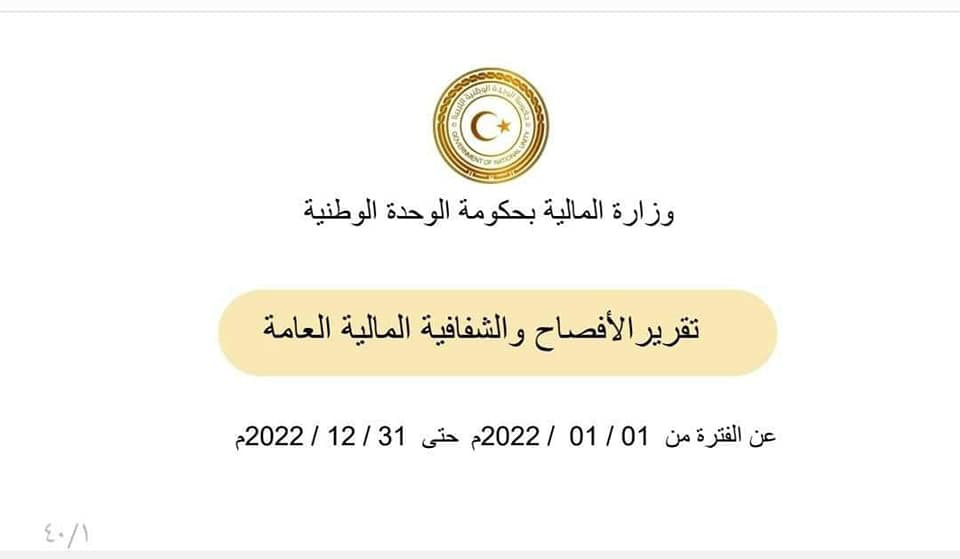 حكومة الوحدة الوطنية الليبية
GOVERNMENT OF NATIONAL UNITY
وزارة المالية بحكومة الوحدة الوطنية
تقرير الأفصاح والشفافية المالية العامة
عن الفترة من 01 / 01 / 2022م حتى 31 / 12 / 2022م
٤٠/١